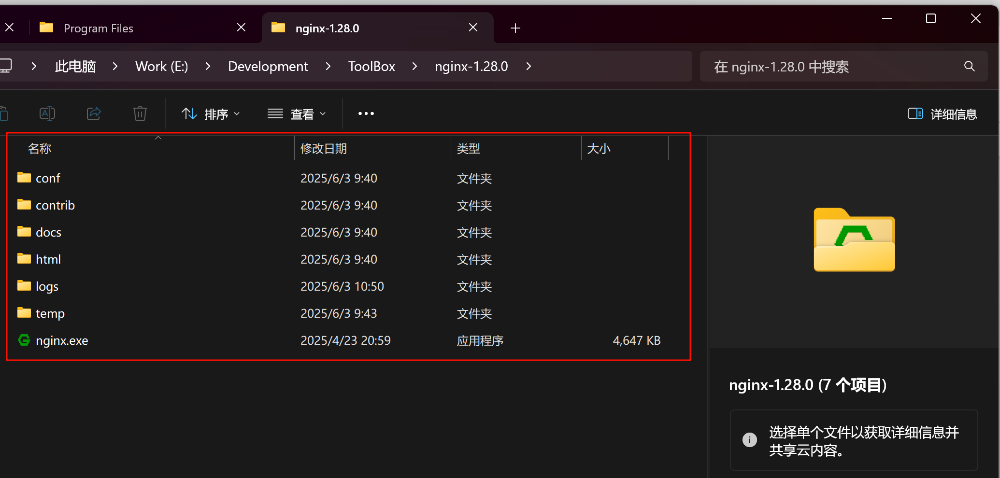 Program Files
nginx-1.28.0
此电脑 Work (E:) Development ToolBox nginx-1.28.0
在 nginx-1.28.0 中搜索
排序 查看 详细信息
名称 修改日期 类型 大小
conf 2025/6/3 9:40 文件夹
contrib 2025/6/3 9:40 文件夹
docs 2025/6/3 9:40 文件夹
html 2025/6/3 9:40 文件夹
logs 2025/6/3 10:50 文件夹
temp 2025/6/3 9:43 文件夹
nginx.exe 2025/4/23 20:59 应用程序 4,647 KB
nginx-1.28.0 (7 个项目)
选择单个文件以获取详细信息并
共享云内容。